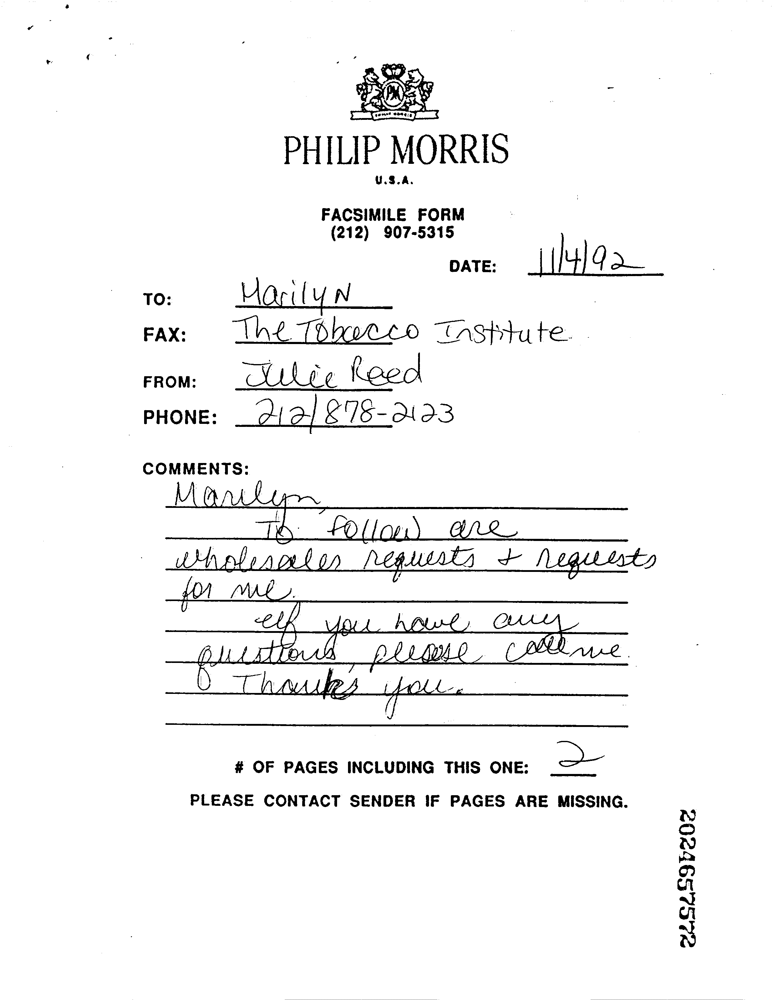 PM
PHILIP MORRIS
PHILIP MORRIS
U.S.A.
FACSIMILE FORM
(212) 907-5315
DATE: 11/4/92
TO: Marilyn
FAX: The Tobacco Institute
FROM: Julie Reed
PHONE: 212/878-2123
COMMENTS:
Marilyn,
To follow are
wholesales requests + requests
for me.
If you have any
questions, please call me.
Thanks you.
# OF PAGES INCLUDING THIS ONE: 2
PLEASE CONTACT SENDER IF PAGES ARE MISSING.
2024657572